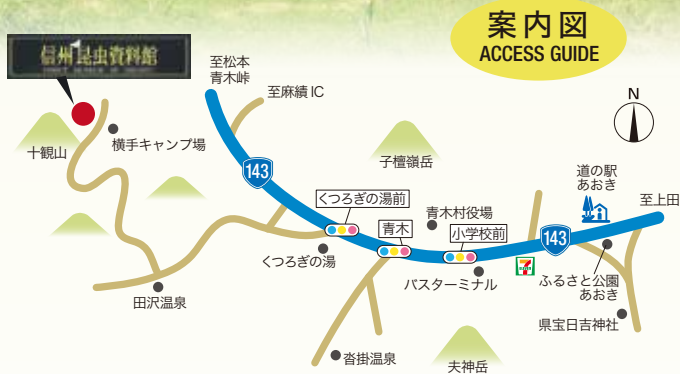 案内図
ACCESS GUIDE
信州昆虫資料館
至松本
青木峠
至麻績IC
N
十観山
横手キャンプ場
子檀嶺岳
143
道の駅
あおき
至上田
くつろぎの湯前
青木村役場
青木
小学校前
143
くつろぎの湯
バスターミナル
ふるさと公園
あおき
田沢温泉
県宝日吉神社
沓掛温泉
夫神岳